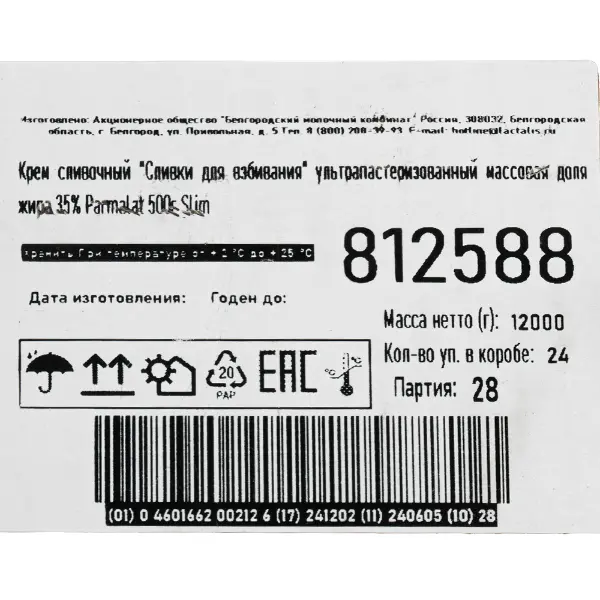 Изготовлено: Акционерное общество "Белгородский молочный комбинат" Россия, 308032, Белгородская
область, г. Белгород, ул. Привольная, д. 5 Тел. 8 (800) 200-39-93 E-mail: hotline@lactalis.ru
Крем сливочный "Сливки для взбивания" ультрапастеризованный массовая доля
жира 35% Parmalat 500г Slim
Хранить При температуре от + 2 °C до + 25 °C
812588
Дата изготовления: Годен до:
Масса нетто (г): 12000
Кол-во уп. в коробе: 24
Партия: 28
20
PAP
EAC
°C
°C
(01) 0 4601662 00212 6 (17) 241202 (11) 240605 (10) 28